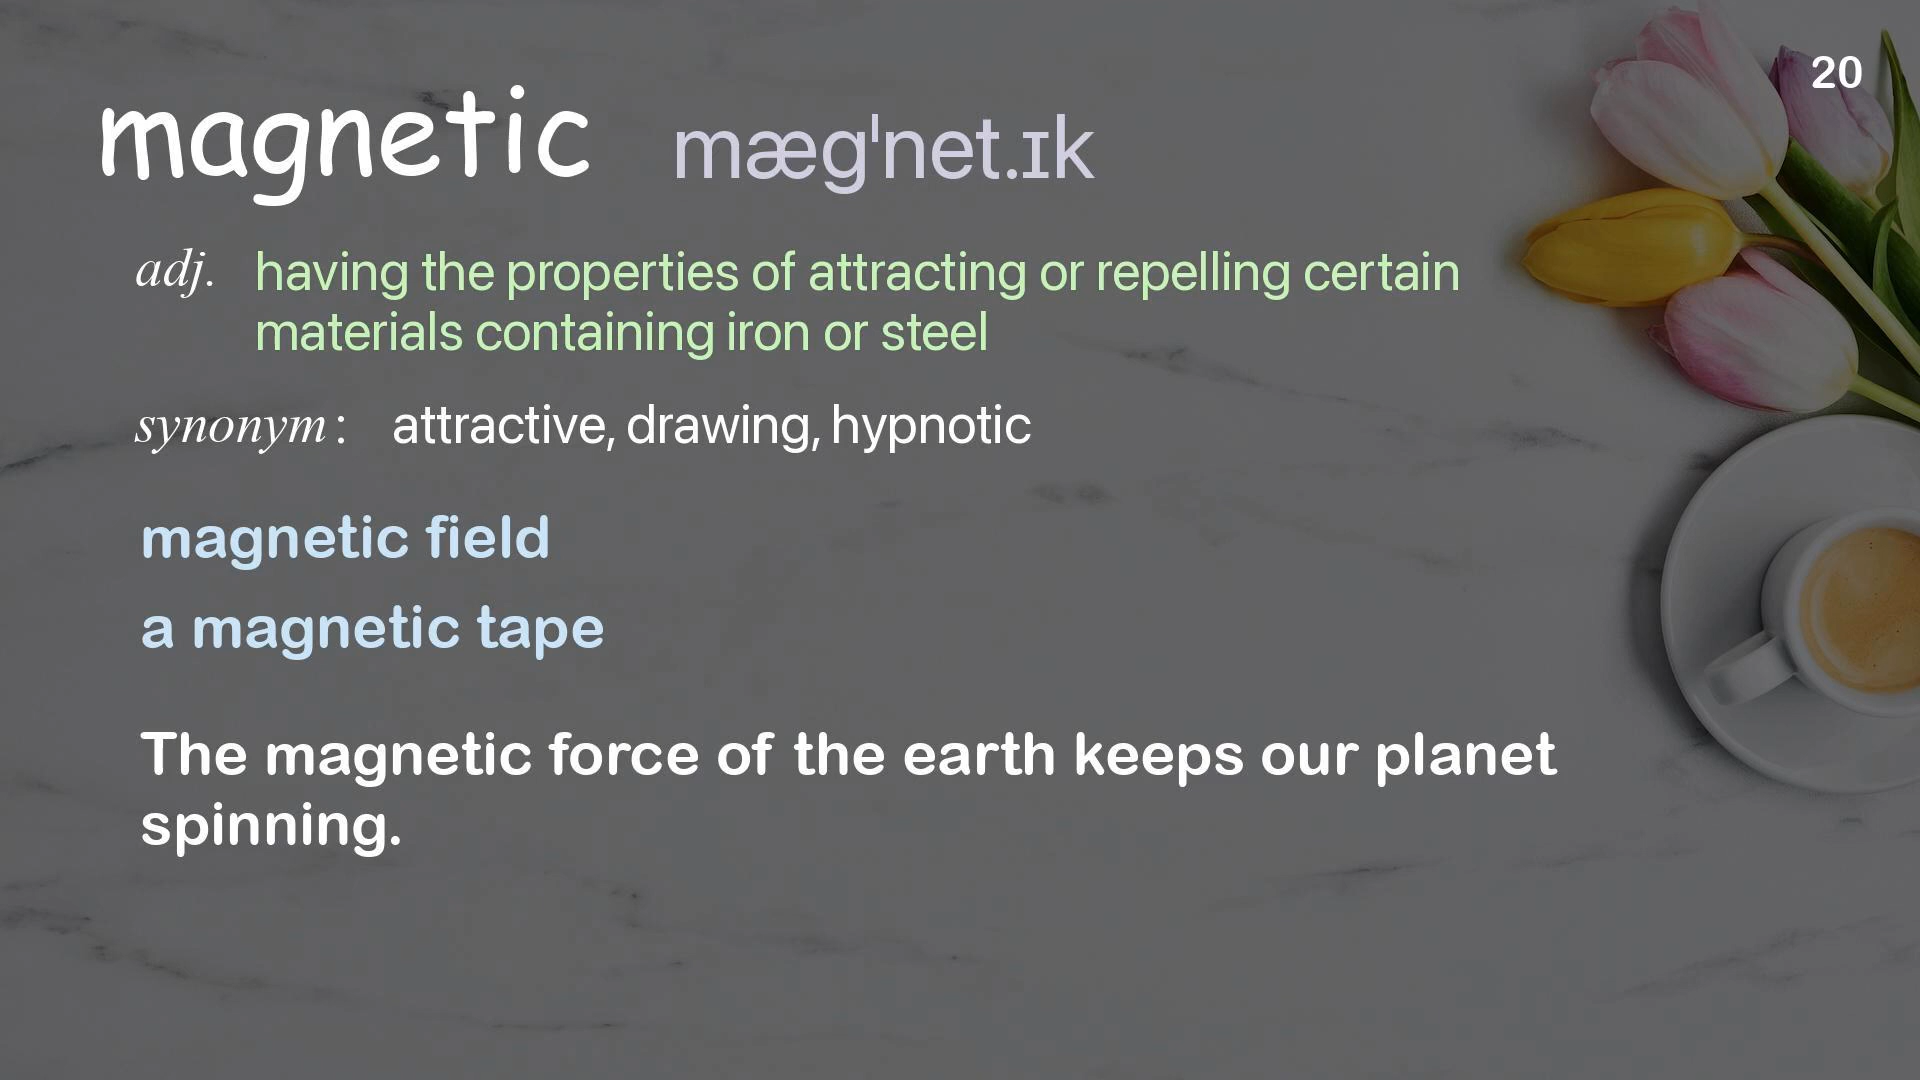 20
magnetic mægˈnet.ɪk
adj. having the properties of attracting or repelling certain
materials containing iron or steel
synonym : attractive, drawing, hypnotic
magnetic field
a magnetic tape
The magnetic force of the earth keeps our planet
spinning.